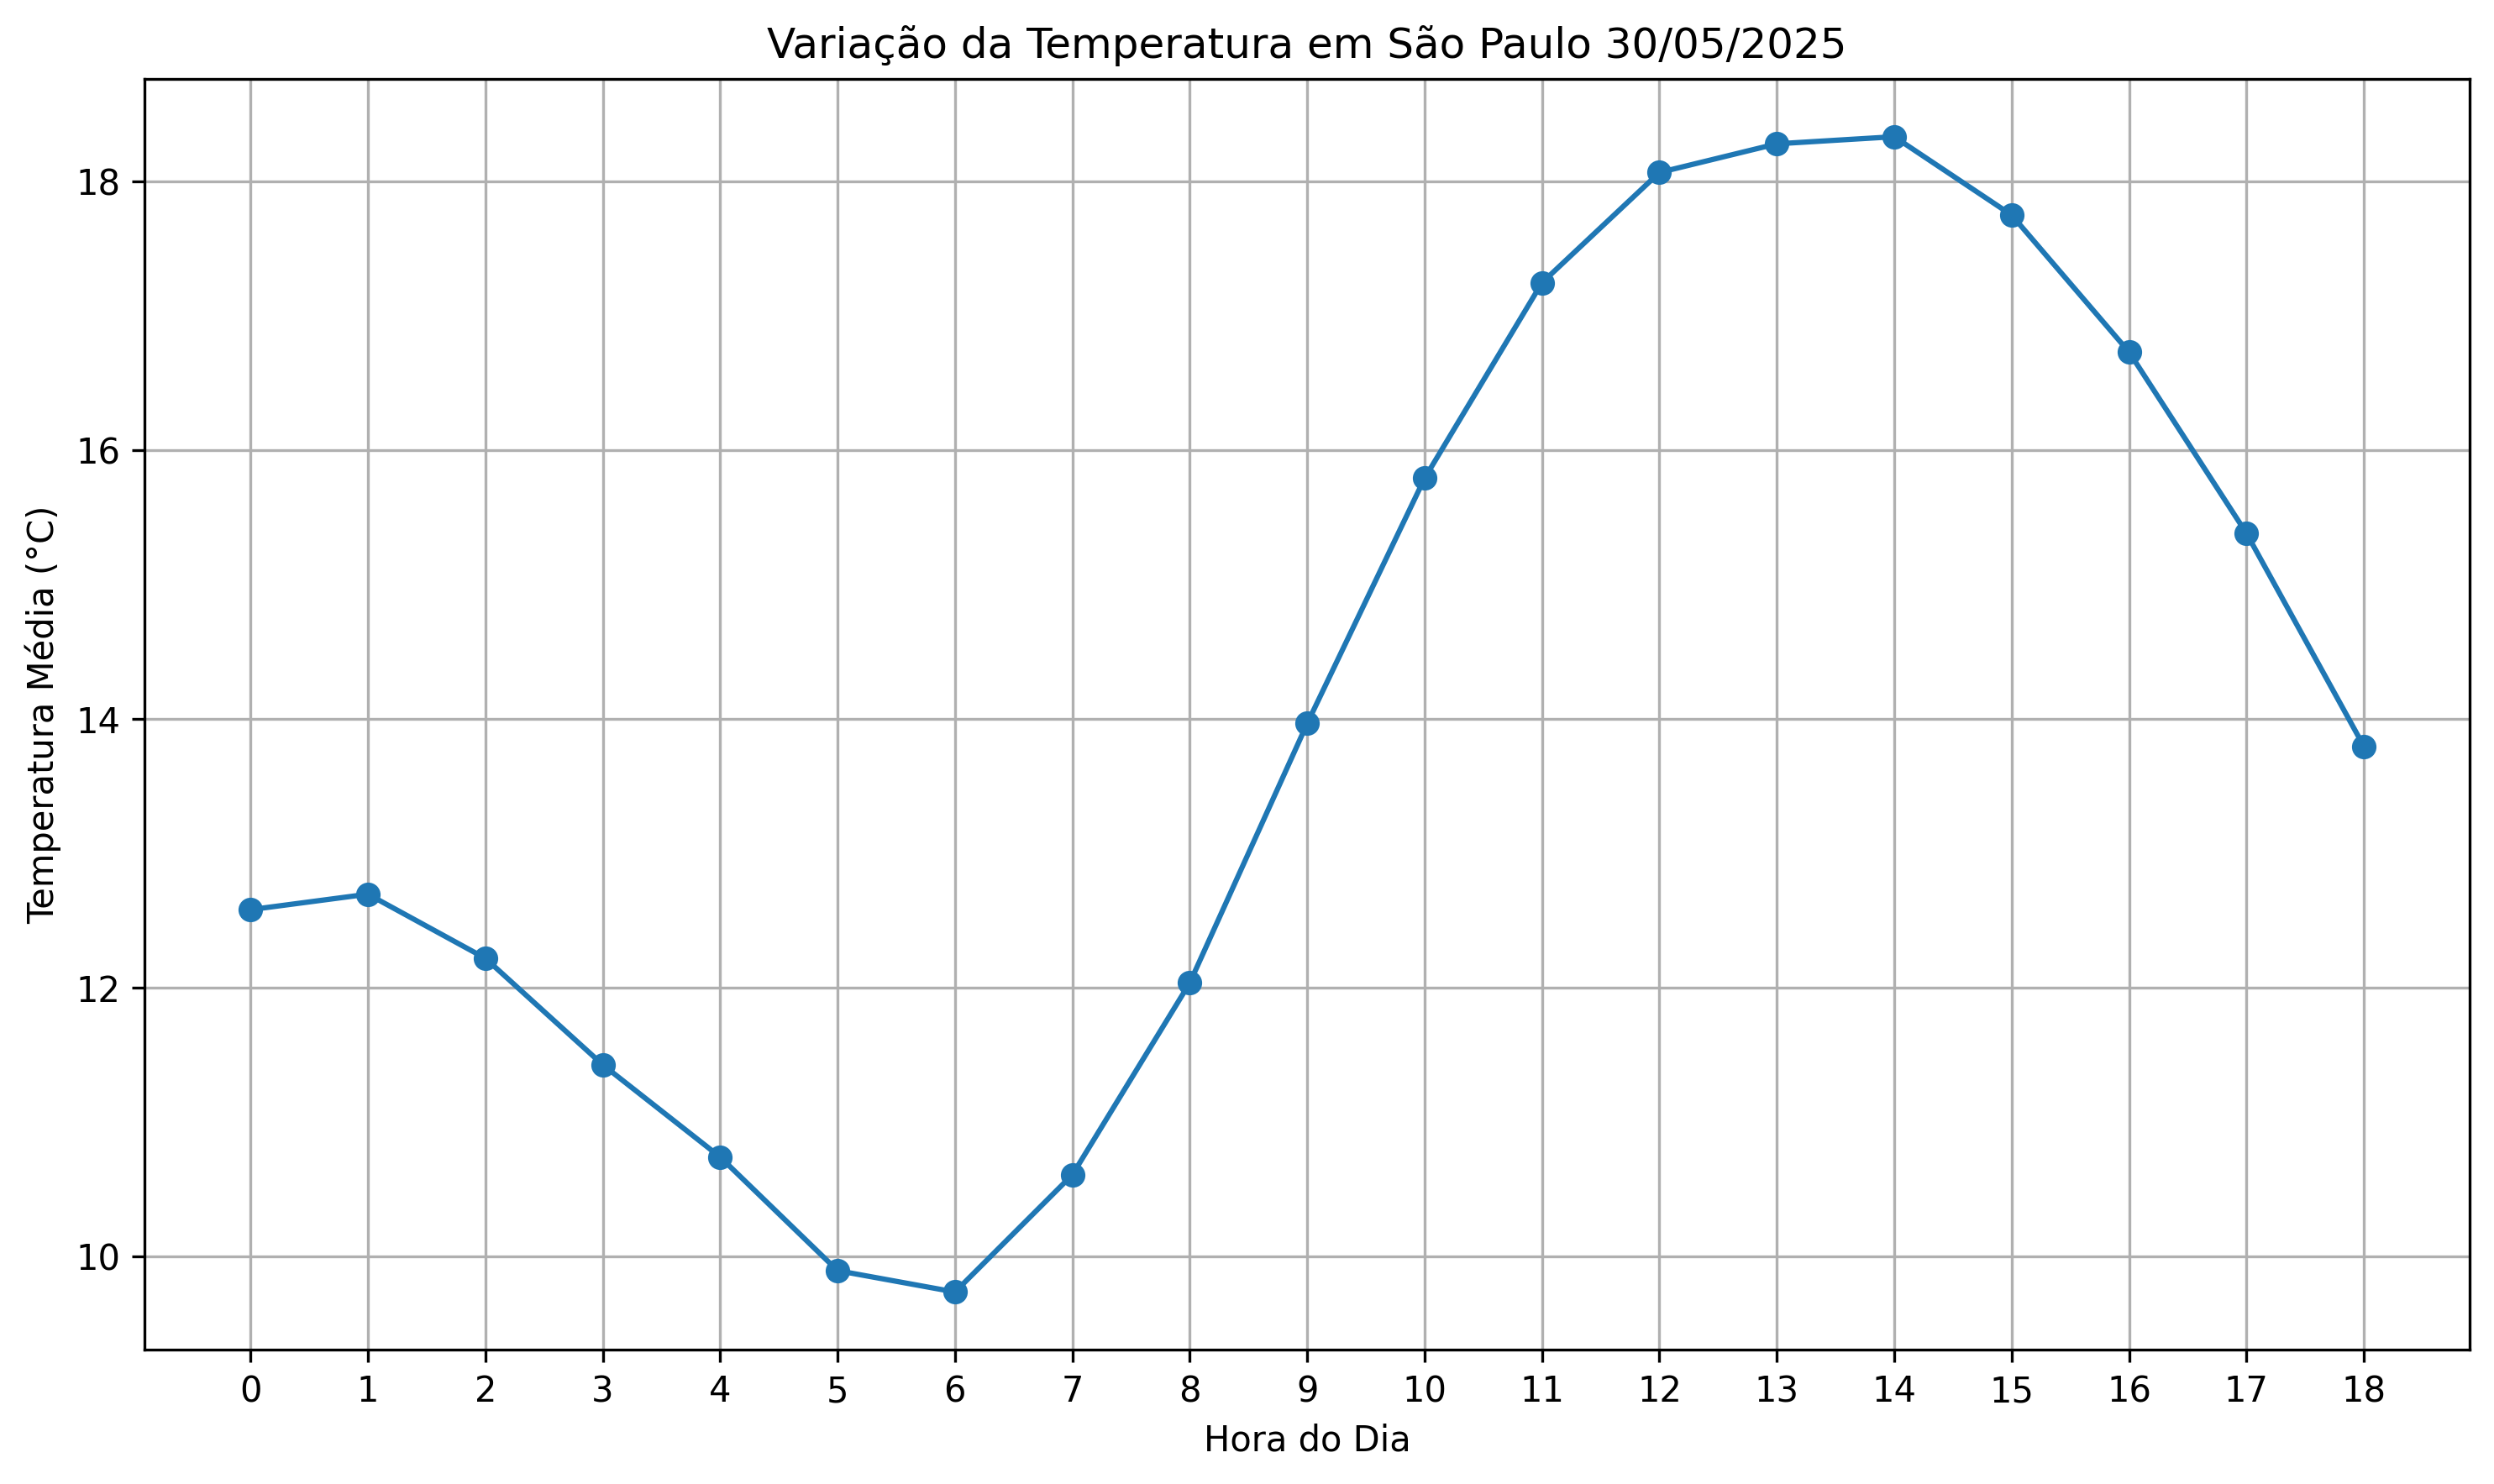 Variação da Temperatura em São Paulo 30/05/2025
Temperatura Média (°C)
18
16
14
12
10
0 1 2 3 4 5 6 7 8 9 10 11 12 13 14 15 16 17 18
Hora do Dia